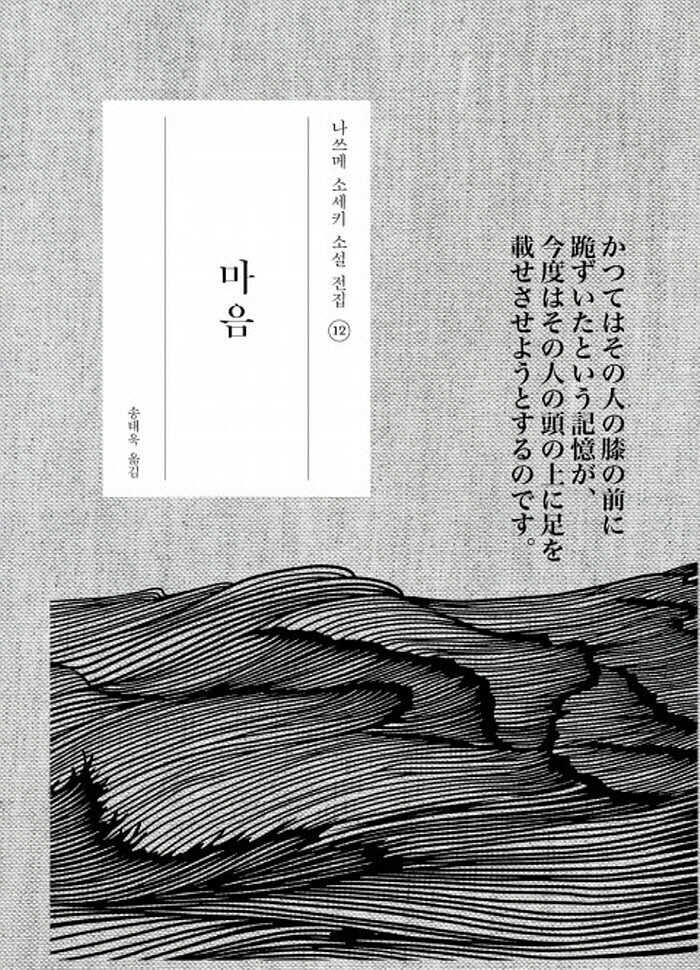 나쓰메 소세키 소설 전집 12
마음
송태욱 옮김
かつてはその人の膝の前に
跪ずいたという記憶が、
今度はその人の頭の上に足を
載せさせようとするのです。